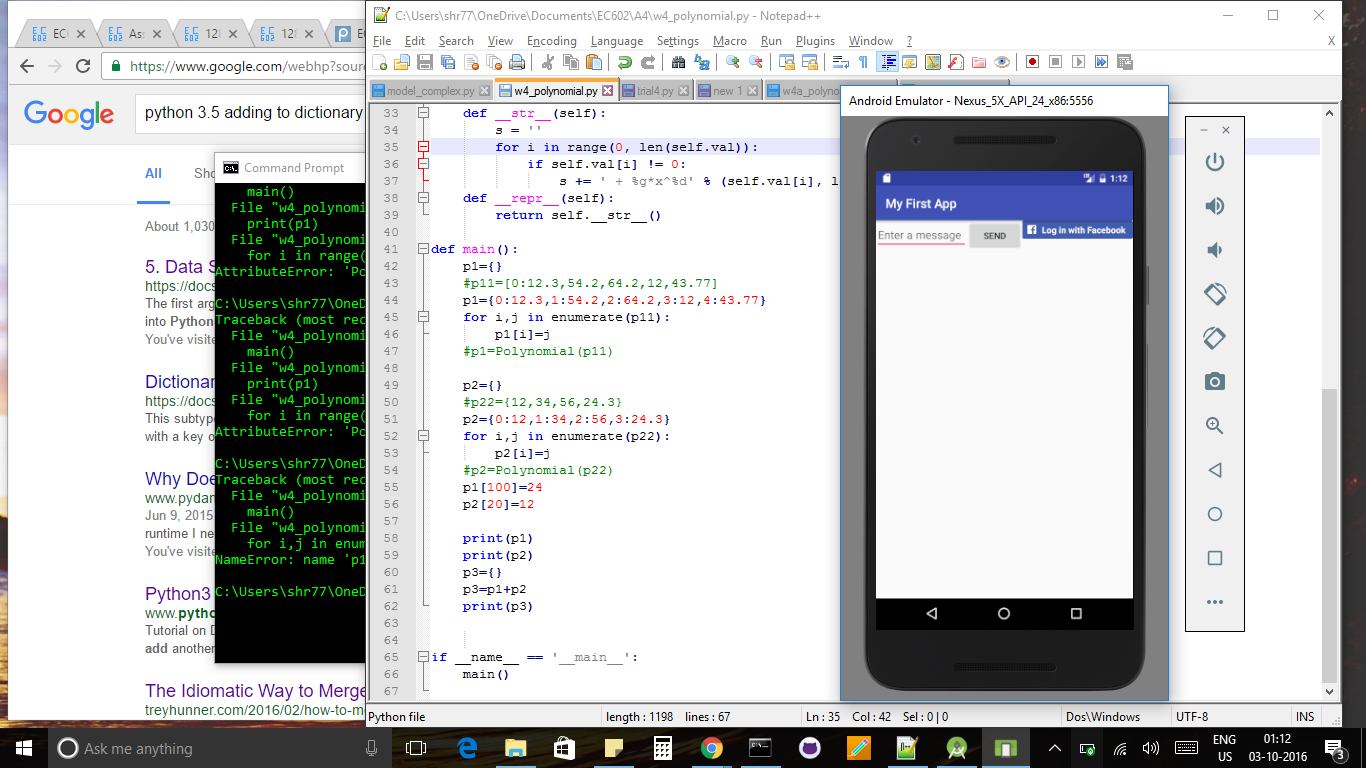 EC
Ass
128
128
EC
https://www.google.com/webhp?sour
Google
python 3.5 adding to dictionary
All
Sho
About 1,030
5. Data S
https://docs
The first arg
into Python
You've visite
Dictionar
https://docs
This subtype
with a key o
Why Doe
www.pydan
Jun 9, 2015
runtime I ne
You've visite
Python3
www.pytho
Tutorial on D
add another
The Idiomatic Way to Merge
treyhunner.com/2016/02/how-to-m
Command Prompt
main()
File "w4_polynomi
print(p1)
File "w4_polynomi
for i in range(
AttributeError: 'Po
C:\Users\shr77\OneD
Traceback (most rec
File "w4_polynomi
main()
File "w4_polynomi
print(p1)
File "w4_polynomi
for i in range(
AttributeError: 'Po
C:\Users\shr77\OneD
Traceback (most rec
File "w4_polynomi
main()
File "w4_polynomi
for i,j in enum
NameError: name 'p1
C:\Users\shr77\OneD
C:\Users\shr77\OneDrive\Documents\EC602\A4\w4_polynomial.py - Notepad++
File Edit Search View Encoding Language Settings Macro Run Plugins Window ? X
model_complex.py w4_polynomial.py trial4.py new 1 w4a_polyno
33 def __str__(self):
34 s = ''
35 for i in range(0, len(self.val)):
36 if self.val[i] != 0:
37 s += ' + %g*x^%d' % (self.val[i], l
38 def __repr__(self):
39 return self.__str__()
40
41 def main():
42 p1={}
43 #p11=[0:12.3,54.2,64.2,12,43.77]
44 p1={0:12.3,1:54.2,2:64.2,3:12,4:43.77}
45 for i,j in enumerate(p11):
46 p1[i]=j
47 #p1=Polynomial(p11)
48
49 p2={}
50 #p22={12,34,56,24.3}
51 p2={0:12,1:34,2:56,3:24.3}
52 for i,j in enumerate(p22):
53 p2[i]=j
54 #p2=Polynomial(p22)
55 p1[100]=24
56 p2[20]=12
57
58 print(p1)
59 print(p2)
60 p3={}
61 p3=p1+p2
62 print(p3)
63
64
65 if __name__ == '__main__':
66 main()
67
Python file length : 1198 lines : 67 Ln : 35 Col : 42 Sel : 0 | 0 Dos\Windows UTF-8 INS
Android Emulator - Nexus_5X_API_24_x86:5556
1:12
My First App
Enter a message
SEND
Log in with Facebook
Ask me anything
ENG
US
01:12
03-10-2016
3